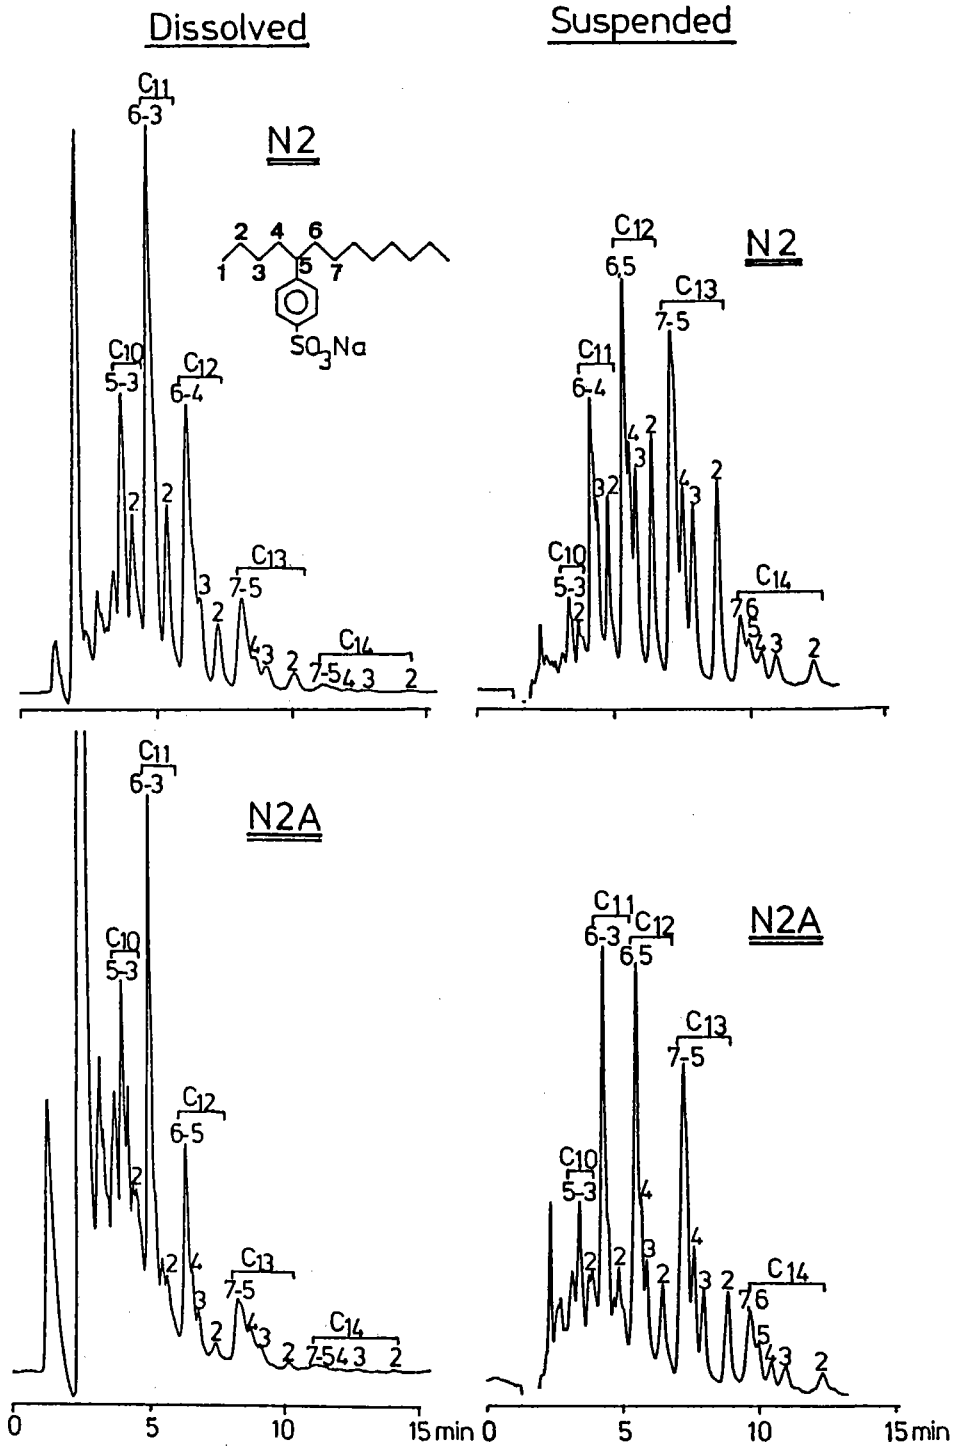 Dissolved
Suspended
C11
6-3
N2
2 4 6
1 3 5 7
SO3Na
C10
5-3
2
2
C12
6-4
3
2
C13
7-5
4 3
2
C14
7-5 4 3 2
N2
C10
5-3
2
C11
6-4
3 2
C12
6,5
4
3
2
C13
7-5
4 3
2
C14
7,6
5
4 3
2
C11
6-3
N2A
C10
5-3
2
2
C12
6-5
4
3
2
C13
7-5
4
3
2
C14
7-5 4 3 2
0 5 10 15 min
N2A
C10
5-3
2
C11
6-3
2
C12
6,5
4
3
2
C13
7-5
4
3
2
C14
7,6
5
4 3
2
0 5 10 15 min